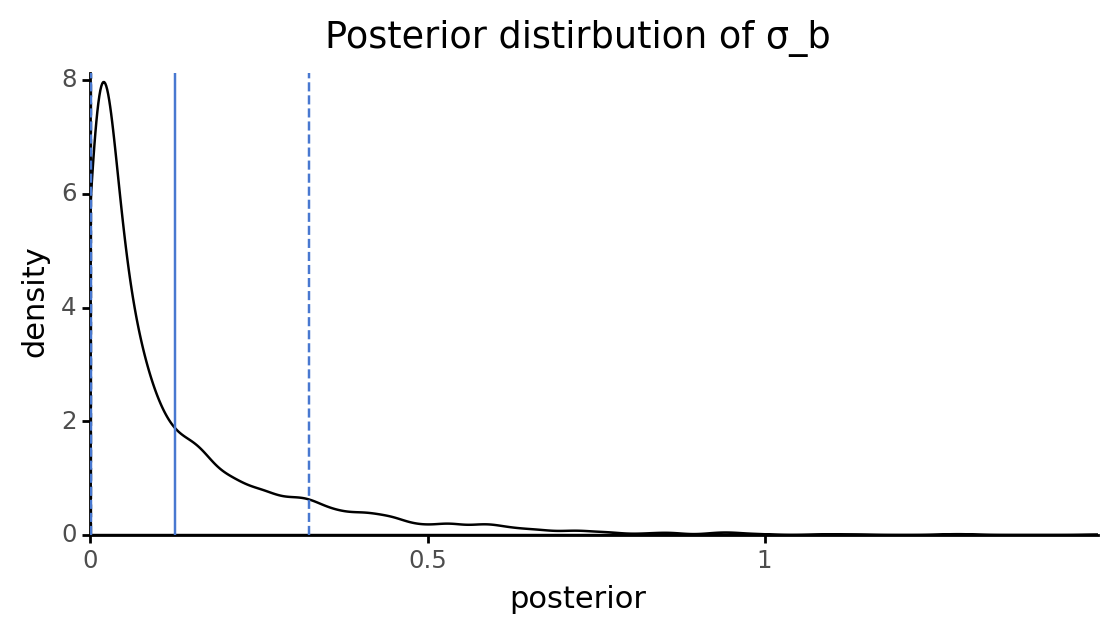 Posterior distirbution of σ_b
8
6
4
2
0
density
0
0.5
1
posterior